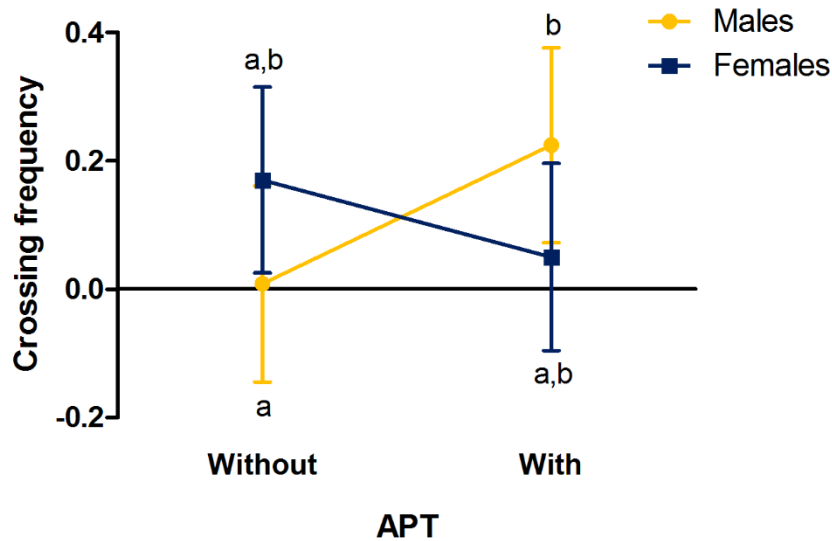 Males
Females
Crossing frequency
0.4
0.2
0.0
-0.2
a,b
b
a
a,b
Without
With
APT